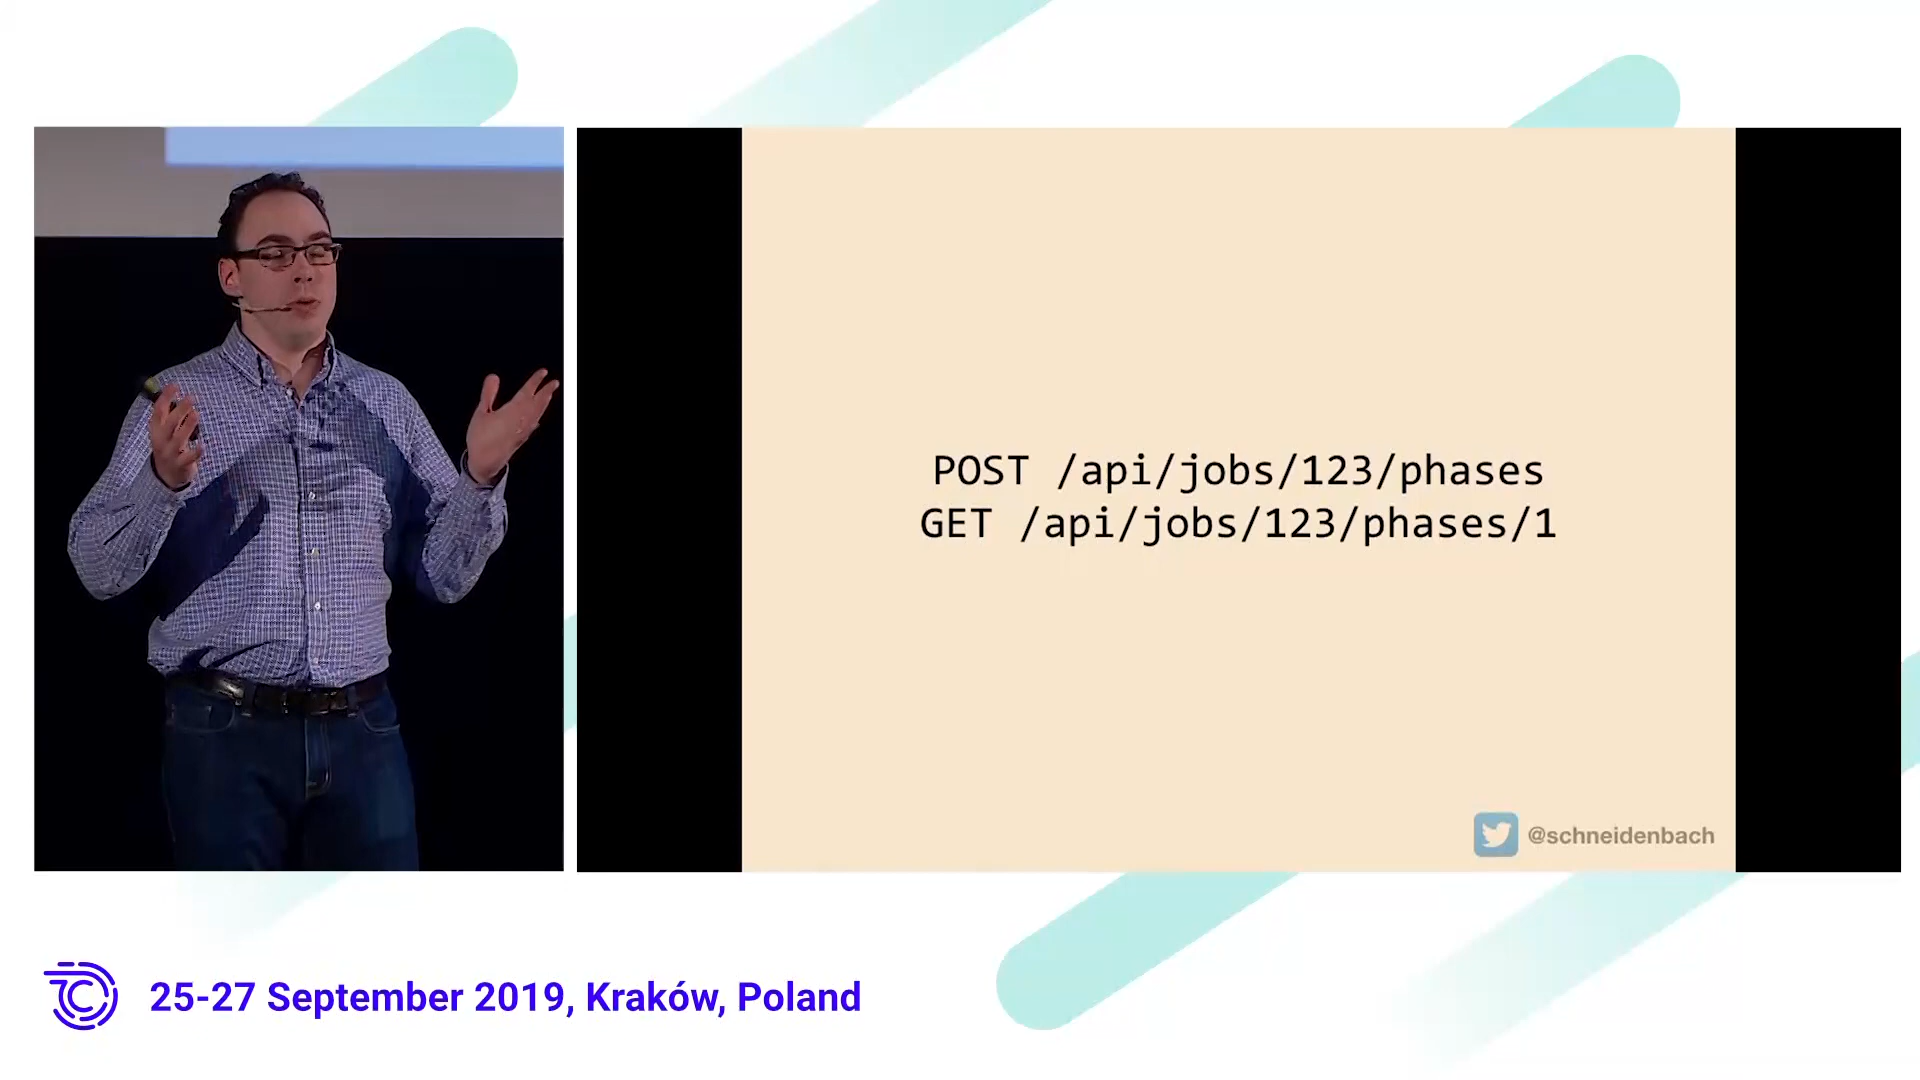 POST /api/jobs/123/phases
GET /api/jobs/123/phases/1
@schneidenbach
25-27 September 2019, Kraków, Poland